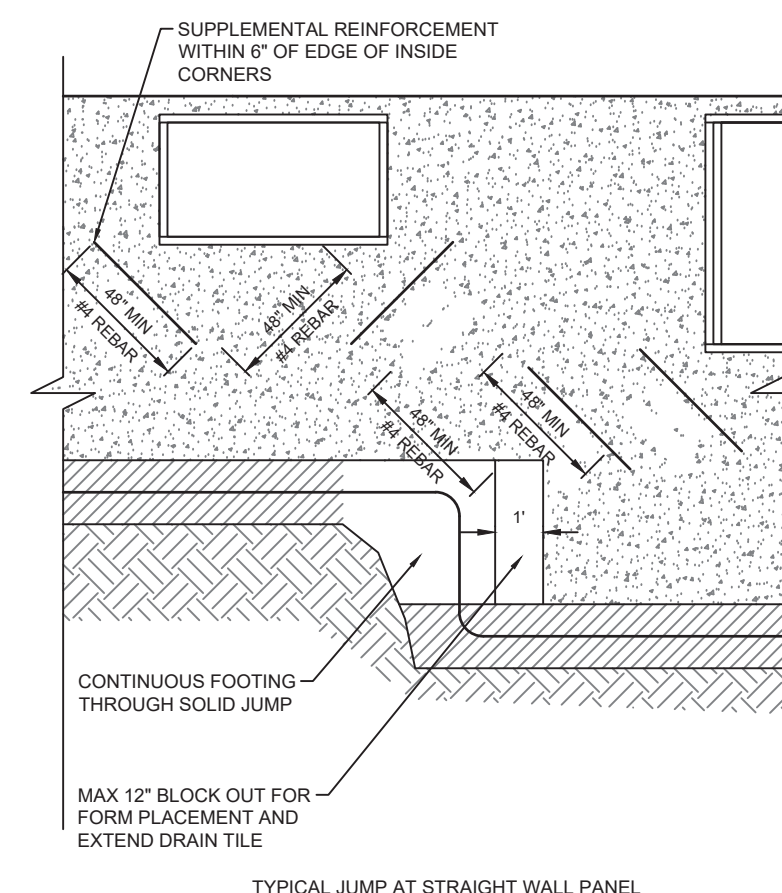 SUPPLEMENTAL REINFORCEMENT
WITHIN 6" OF EDGE OF INSIDE
CORNERS
48" MIN
#4 REBAR
48" MIN
#4 REBAR
48" MIN
#4 REBAR
48" MIN
#4 REBAR
1'
CONTINUOUS FOOTING
THROUGH SOLID JUMP
MAX 12" BLOCK OUT FOR
FORM PLACEMENT AND
EXTEND DRAIN TILE
TYPICAL JUMP AT STRAIGHT WALL PANEL